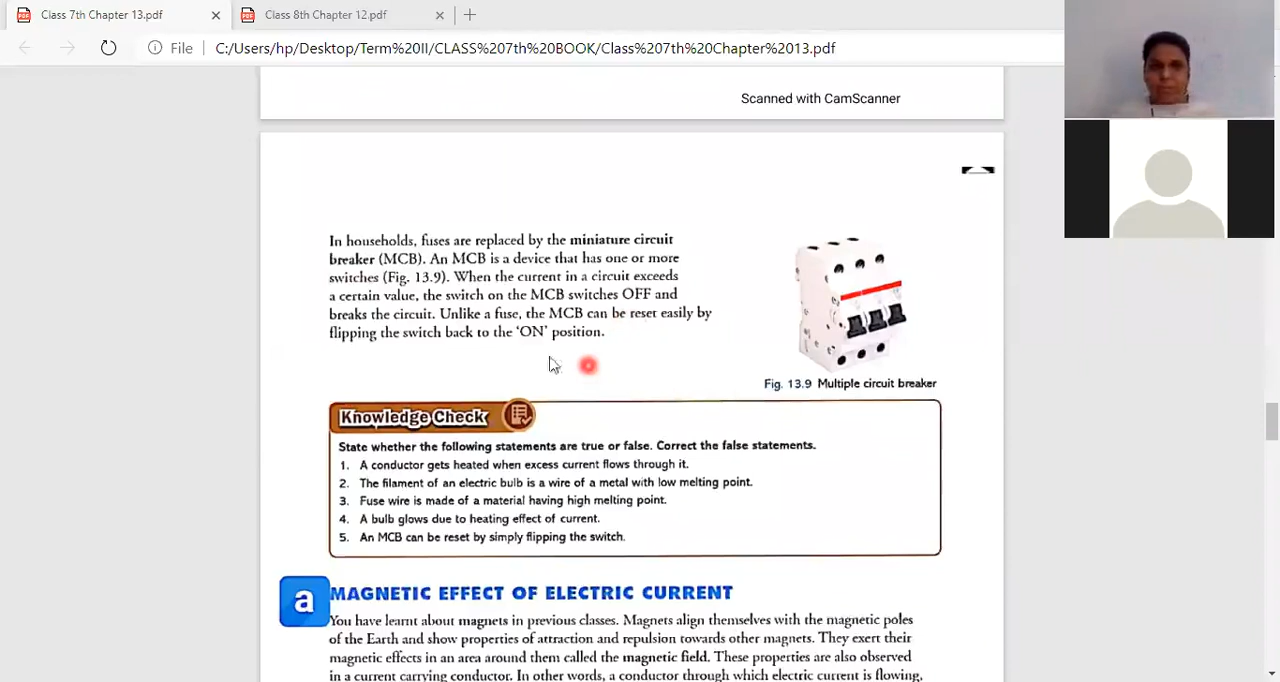 Class 7th Chapter 13.pdf
Class 8th Chapter 12.pdf
File
C:/Users/hp/Desktop/Term%20II/CLASS%207th%20BOOK/Class%207th%20Chapter%2013.pdf
Scanned with CamScanner
In households, fuses are replaced by the miniature circuit
breaker (MCB). An MCB is a device that has one or more
switches (Fig. 13.9). When the current in a circuit exceeds
a certain value, the switch on the MCB switches OFF and
breaks the circuit. Unlike a fuse, the MCB can be reset easily by
flipping the switch back to the ‘ON’ position.
Fig. 13.9 Multiple circuit breaker
Knowledge Check
State whether the following statements are true or false. Correct the false statements.
1. A conductor gets heated when excess current flows through it.
2. The filament of an electric bulb is a wire of a metal with low melting point.
3. Fuse wire is made of a material having high melting point.
4. A bulb glows due to heating effect of current.
5. An MCB can be reset by simply flipping the switch.
a
MAGNETIC EFFECT OF ELECTRIC CURRENT
You have learnt about magnets in previous classes. Magnets align themselves with the magnetic poles
of the Earth and show properties of attraction and repulsion towards other magnets. They exert their
magnetic effects in an area around them called the magnetic field. These properties are also observed
in a current carrying conductor. In other words, a conductor through which electric current is flowing,